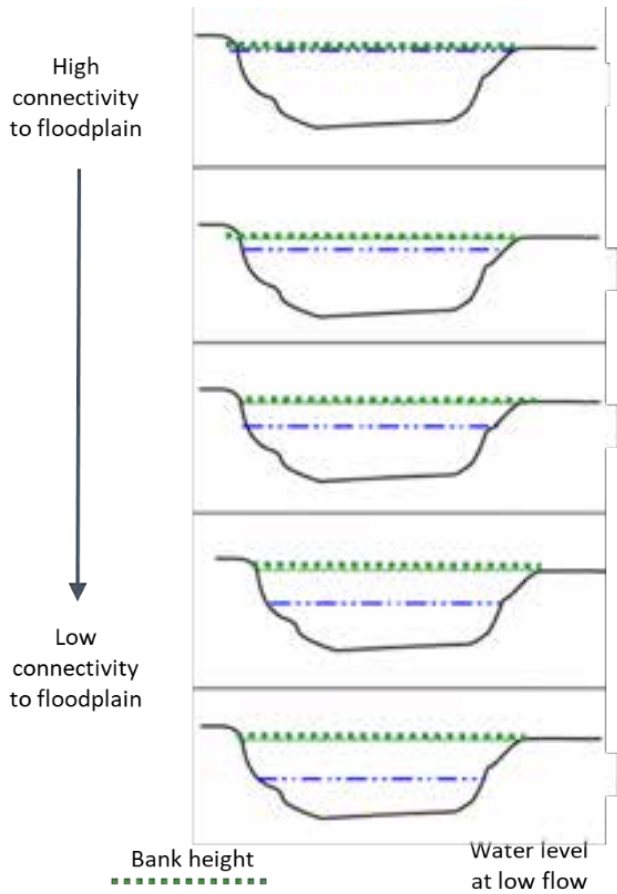 High
connectivity
to floodplain
Low
connectivity
to floodplain
Bank height
Water level
at low flow